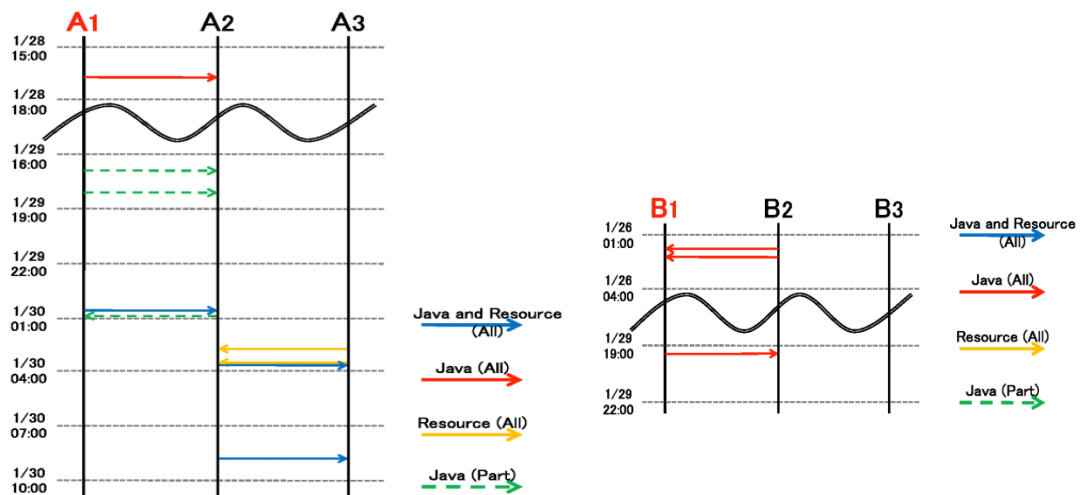 A1 A2 A3
1/28
15:00
1/28
18:00
1/29
16:00
1/29
19:00
1/29
22:00
1/30
01:00
1/30
04:00
1/30
07:00
1/30
10:00
Java and Resource
(All)
Java (All)
Resource (All)
Java (Part)
B1 B2 B3
1/26
01:00
1/26
04:00
1/29
19:00
1/29
22:00
Java and Resource
(All)
Java (All)
Resource (All)
Java (Part)